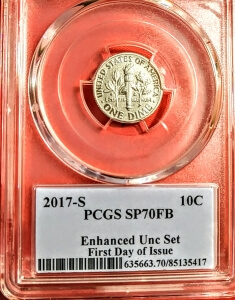 UNITED STATES OF AMERICA
ONE DIME
2017-S 10C
PCGS SP70FB
Enhanced Unc Set
First Day of Issue
635663.70/85135417